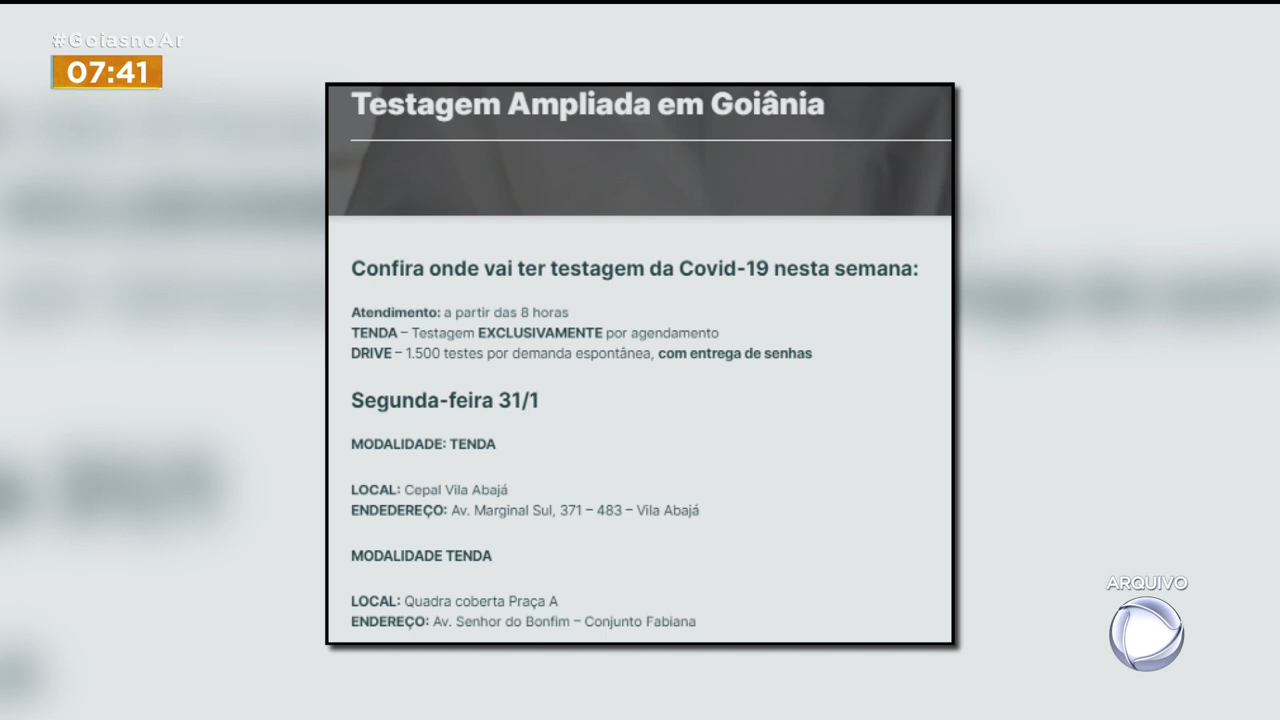 #GoiasnoAr
07:41
Testagem Ampliada em Goiânia
Confira onde vai ter testagem da Covid-19 nesta semana:
Atendimento: a partir das 8 horas
TENDA – Testagem EXCLUSIVAMENTE por agendamento
DRIVE – 1.500 testes por demanda espontânea, com entrega de senhas
Segunda-feira 31/1
MODALIDADE: TENDA
LOCAL: Cepal Vila Abajá
ENDEDEREÇO: Av. Marginal Sul, 371 – 483 – Vila Abajá
MODALIDADE TENDA
LOCAL: Quadra coberta Praça A
ENDEREÇO: Av. Senhor do Bonfim – Conjunto Fabiana
ARQUIVO